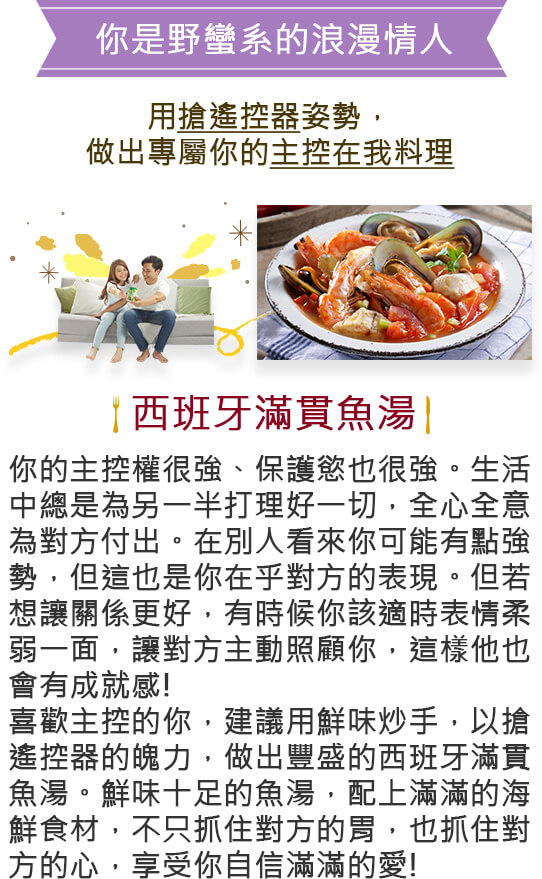 你是野蠻系的浪漫情人
用搶遙控器姿勢，
做出專屬你的主控在我料理
西班牙滿貫魚湯
你的主控權很強、保護慾也很強。生活
中總是為另一半打理好一切，全心全意
為對方付出。在別人看來你可能有點強
勢，但這也是你在乎對方的表現。但若
想讓關係更好，有時候你該適時表情柔
弱一面，讓對方主動照顧你，這樣他也
會有成就感!
喜歡主控的你，建議用鮮味炒手，以搶
遙控器的魄力，做出豐盛的西班牙滿貫
魚湯。鮮味十足的魚湯，配上滿滿的海
鮮食材，不只抓住對方的胃，也抓住對
方的心，享受你自信滿滿的愛!